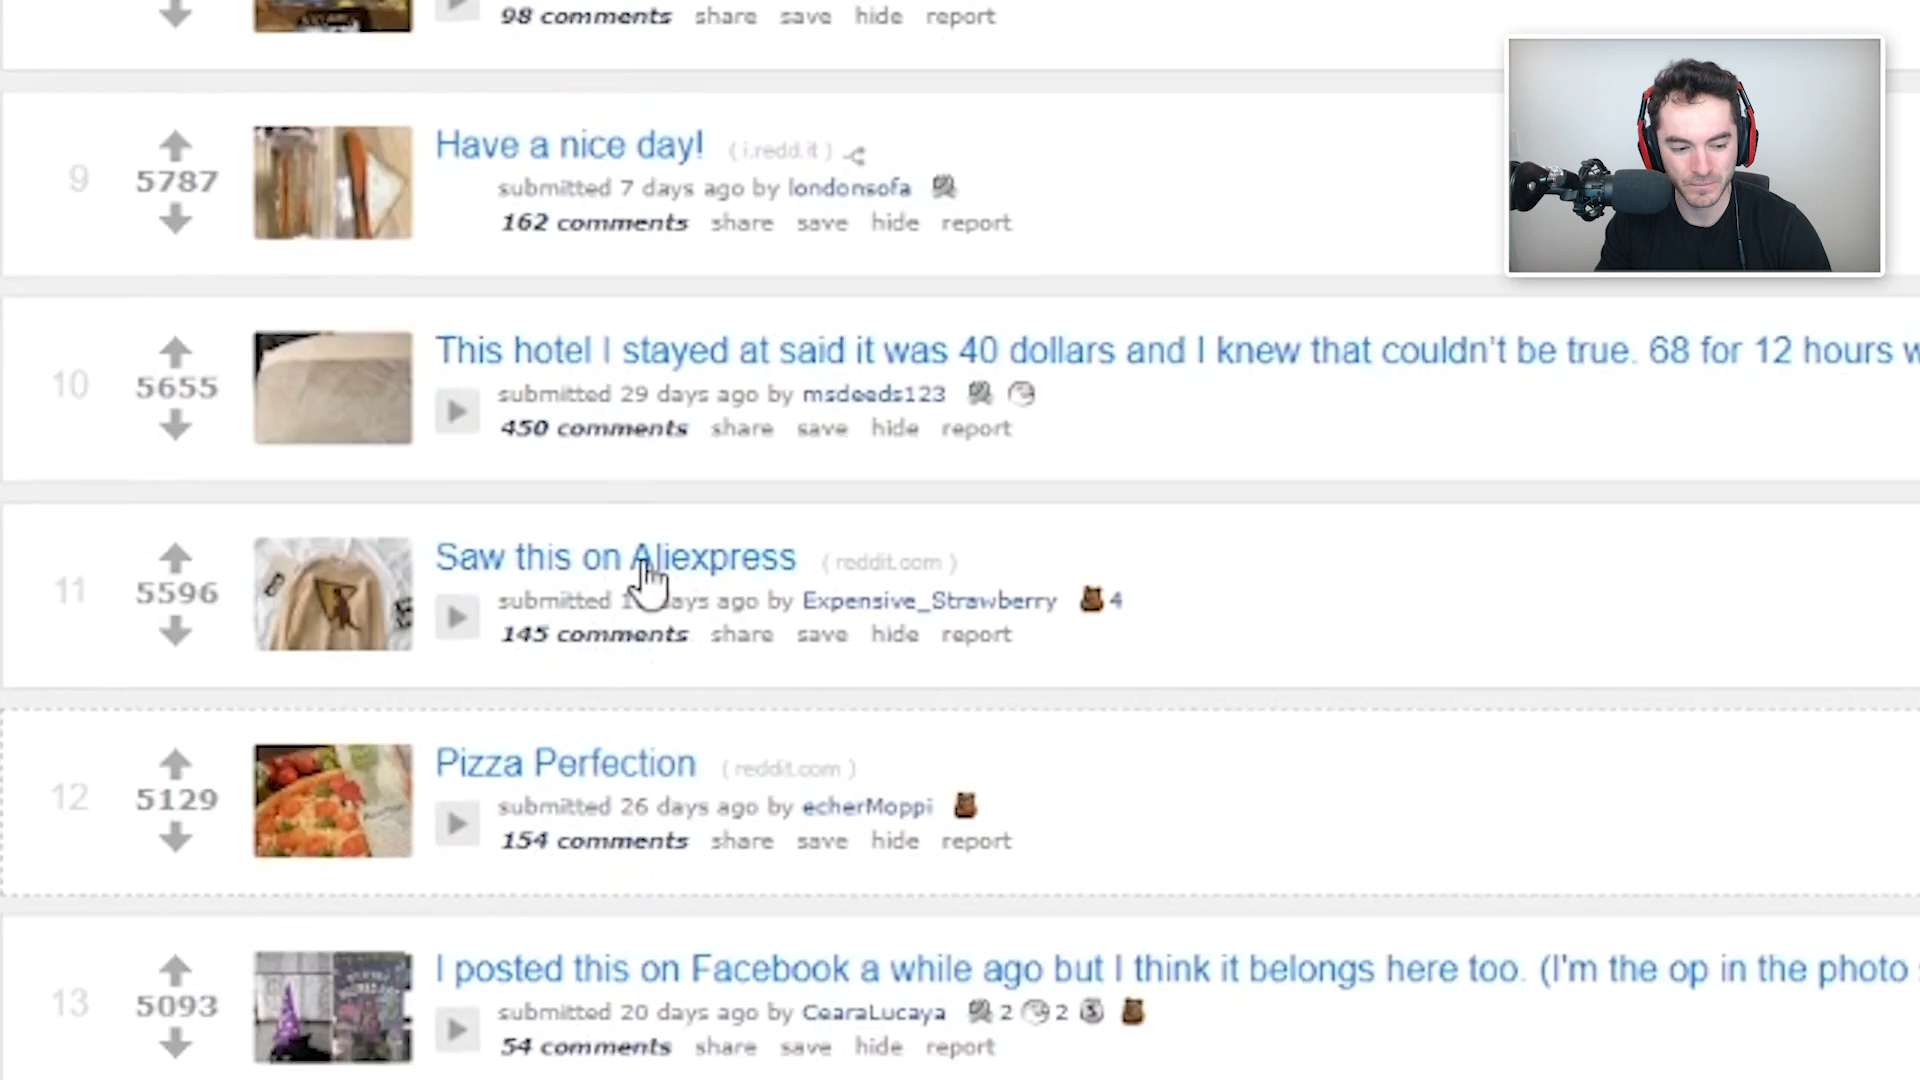 98 comments share save hide report
9
5787
Have a nice day! (i.redd.it)
submitted 7 days ago by londonsofa
162 comments share save hide report
10
5655
This hotel I stayed at said it was 40 dollars and I knew that couldn't be true. 68 for 12 hours w
submitted 29 days ago by msdeeds123
450 comments share save hide report
11
5596
Saw this on Aliexpress (reddit.com)
submitted days ago by Expensive_Strawberry 4
145 comments share save hide report
12
5129
Pizza Perfection (reddit.com)
submitted 26 days ago by echerMoppi
154 comments share save hide report
13
5093
I posted this on Facebook a while ago but I think it belongs here too. (I'm the op in the photo
submitted 20 days ago by CearaLucaya 2 2
54 comments share save hide report